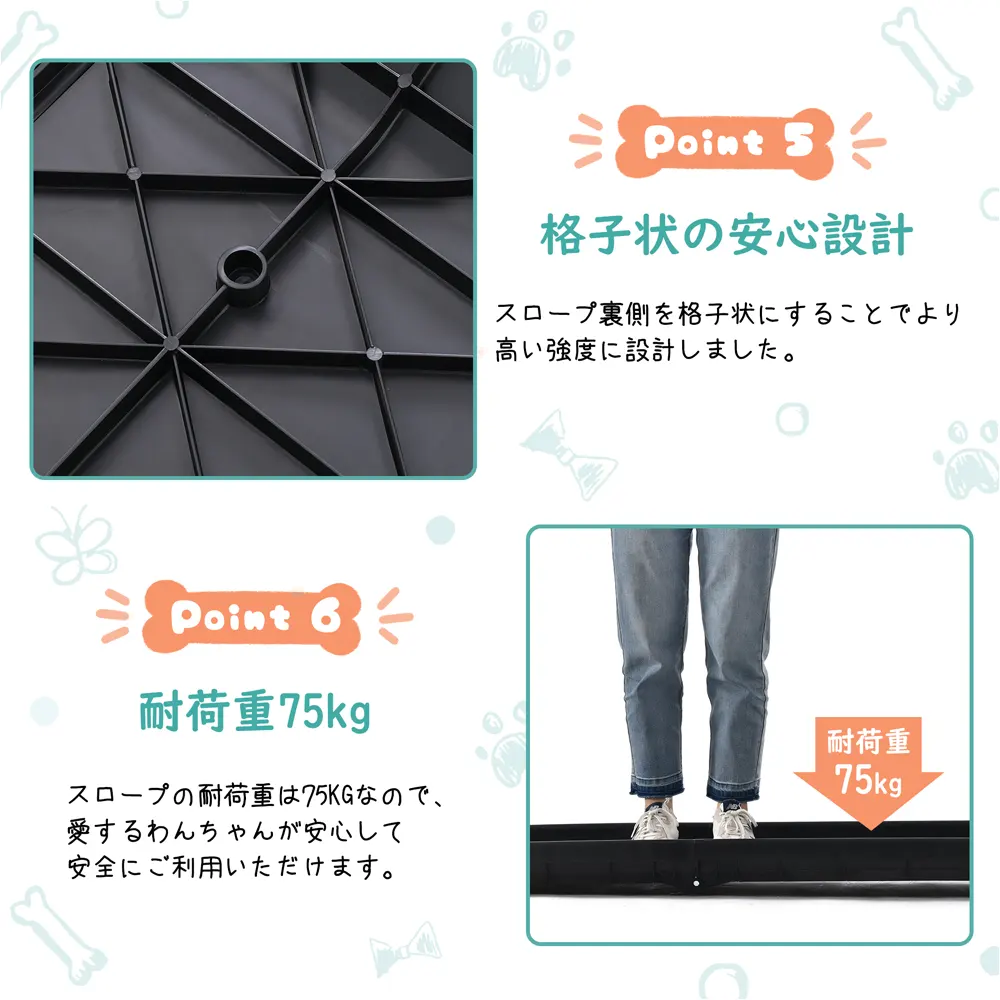 Point 5
格子状の安心設計
スロープ裏側を格子状にすることでより
高い強度に設計しました。
Point 6
耐荷重75kg
スロープの耐荷重は75KGなので、
愛するわんちゃんが安心して
安全にご利用いただけます。
耐荷重
75kg